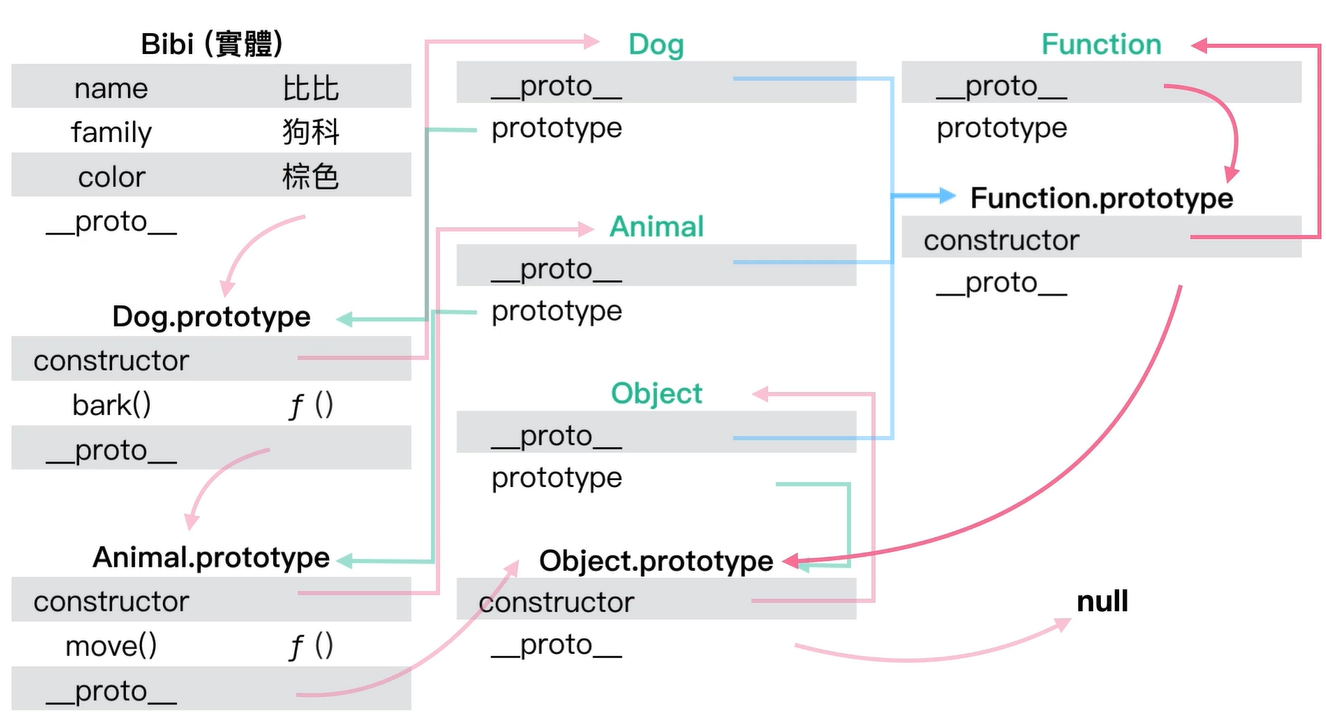 Bibi (實體)
name 比比
family 狗科
color 棕色
__proto__
Dog.prototype
constructor
bark() ƒ ()
__proto__
Animal.prototype
constructor
move() ƒ ()
__proto__
Dog
__proto__
prototype
Animal
__proto__
prototype
Object
__proto__
prototype
Object.prototype
constructor
__proto__
Function
__proto__
prototype
Function.prototype
constructor
__proto__
null